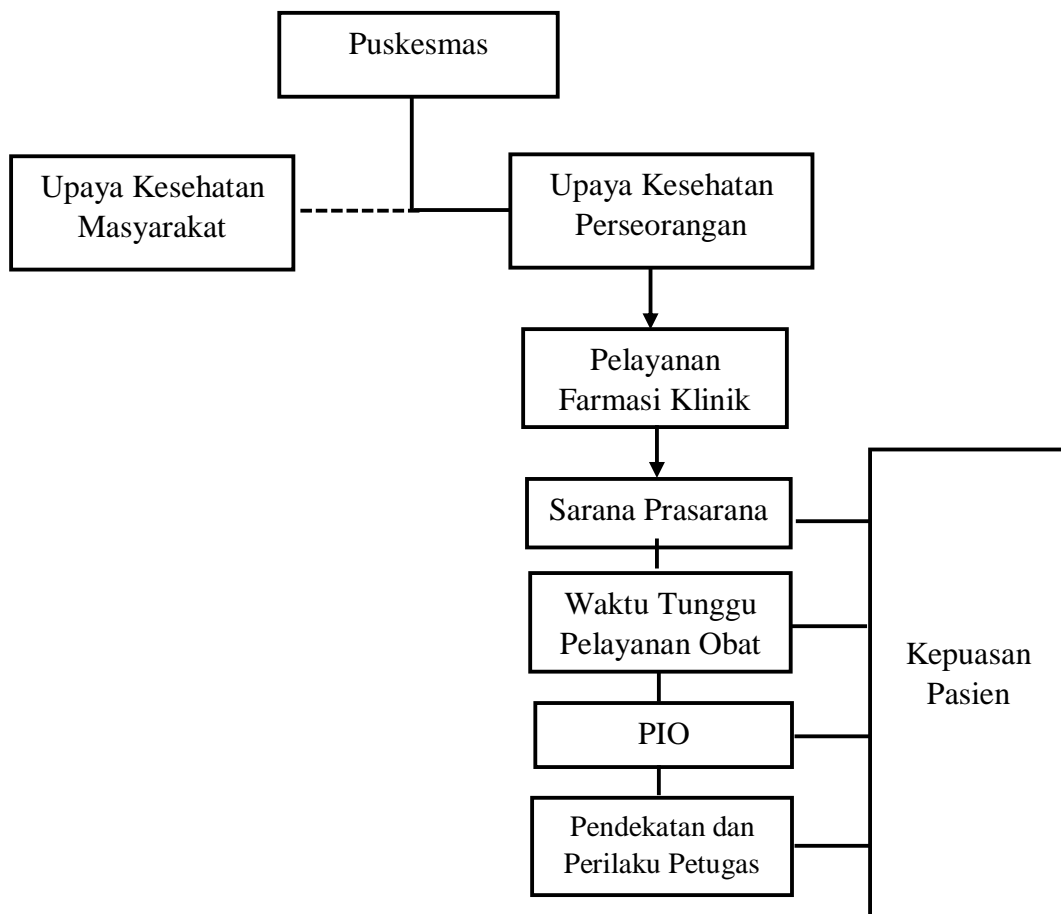 Puskesmas
Upaya Kesehatan
Masyarakat
Upaya Kesehatan
Perseorangan
Pelayanan
Farmasi Klinik
Sarana Prasarana
Waktu Tunggu
Pelayanan Obat
PIO
Pendekatan dan
Perilaku Petugas
Kepuasan
Pasien